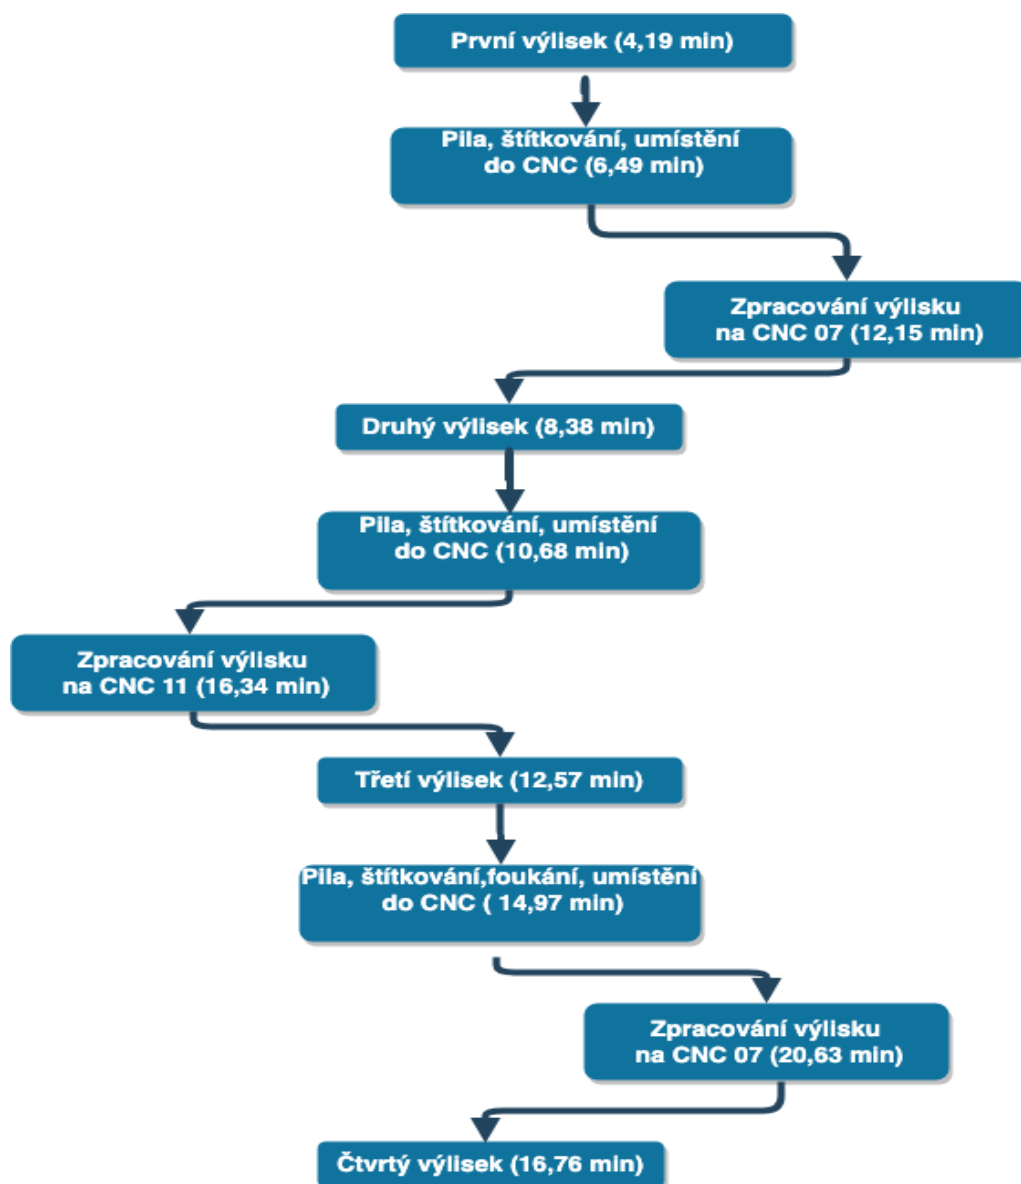 První výlisek (4,19 min)
Pila, štítkování, umístění
do CNC (6,49 min)
Zpracování výlisku
na CNC 07 (12,15 min)
Druhý výlisek (8,38 min)
Pila, štítkování, umístění
do CNC (10,68 min)
Zpracování výlisku
na CNC 11 (16,34 min)
Třetí výlisek (12,57 min)
Pila, štítkování,foukání, umístění
do CNC ( 14,97 min)
Zpracování výlisku
na CNC 07 (20,63 min)
Čtvrtý výlisek (16,76 min)